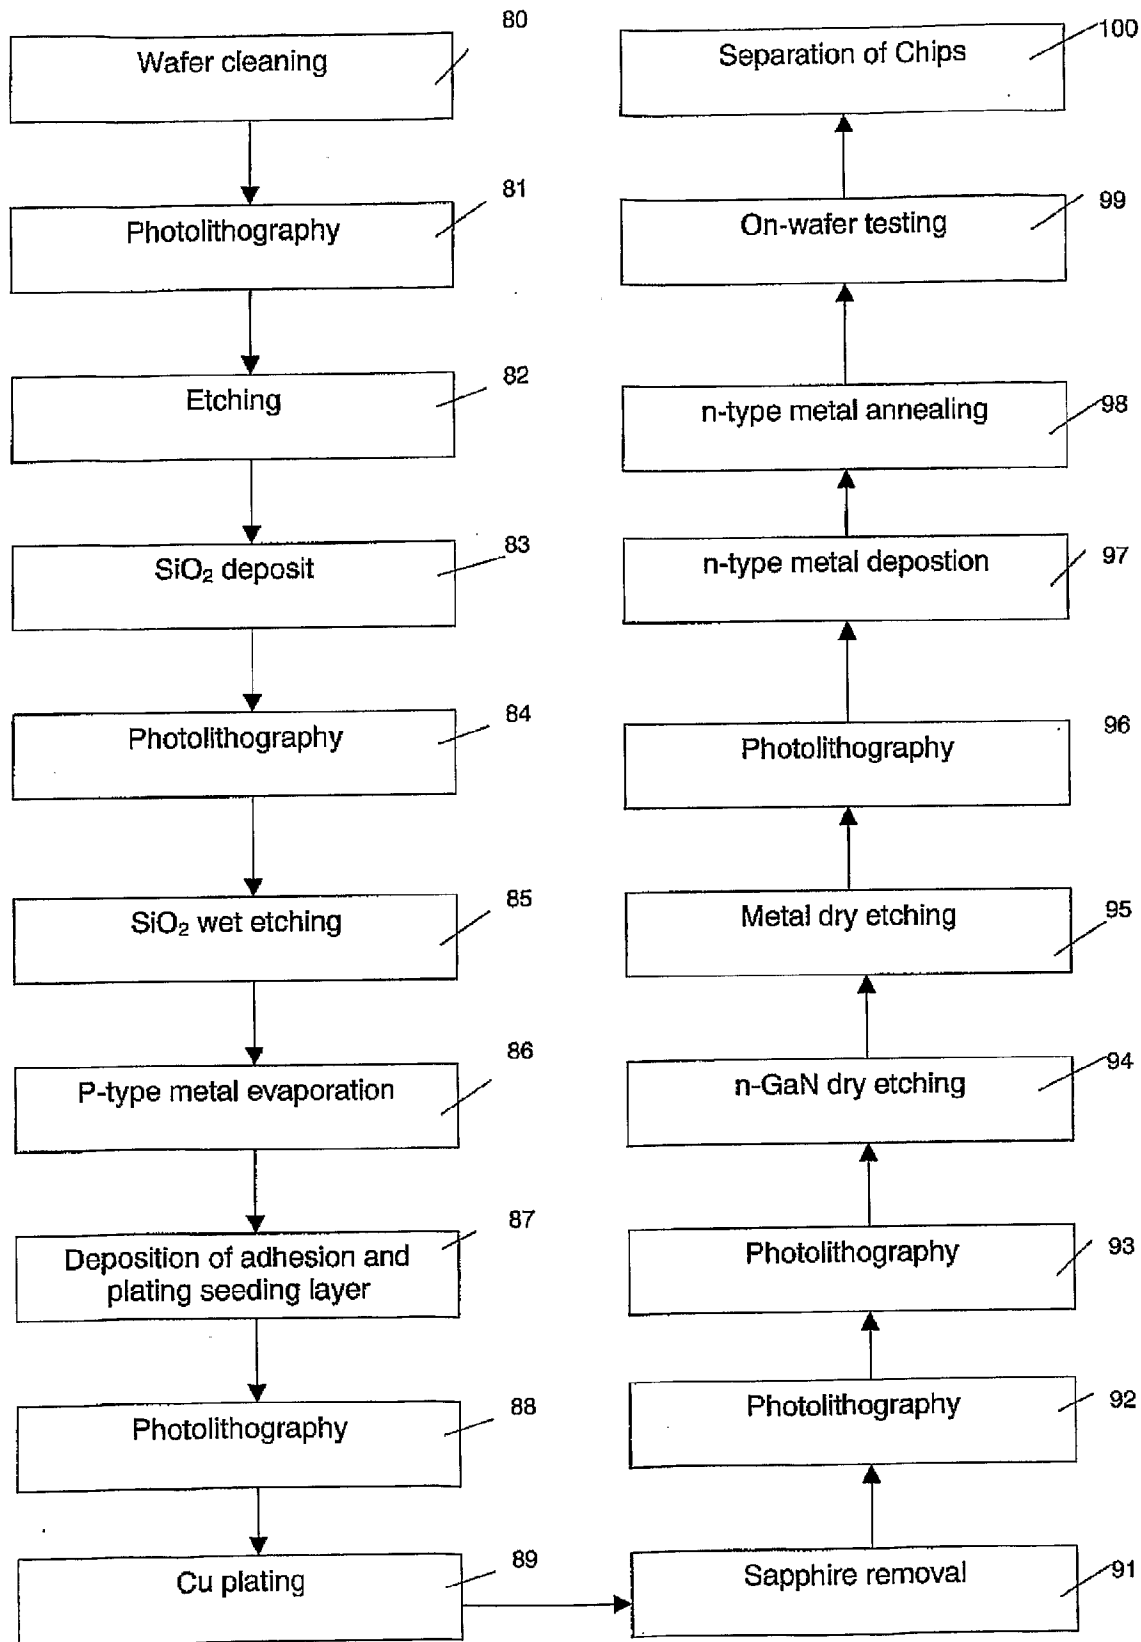 80
Wafer cleaning
81
Photolithography
82
Etching
83
SiO₂ deposit
84
Photolithography
85
SiO₂ wet etching
86
P-type metal evaporation
87
Deposition of adhesion and
plating seeding layer
88
Photolithography
89
Cu plating
91
Sapphire removal
92
Photolithography
93
Photolithography
94
n-GaN dry etching
95
Metal dry etching
96
Photolithography
97
n-type metal depostion
98
n-type metal annealing
99
On-wafer testing
100
Separation of Chips